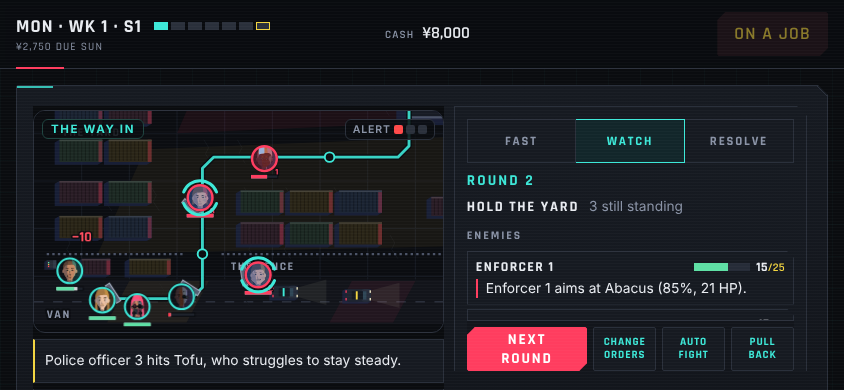 MON · WK 1 · S1
¥2,750 DUE SUN
CASH ¥8,000
ON A JOB
THE WAY IN
ALERT
1
-10
VAN
Police officer 3 hits Tofu, who struggles to stay steady.
FAST
WATCH
RESOLVE
ROUND 2
HOLD THE YARD 3 still standing
ENEMIES
ENFORCER 1 15/25
Enforcer 1 aims at Abacus (85%, 21 HP).
NEXT
ROUND
CHANGE
ORDERS
AUTO
FIGHT
PULL
BACK